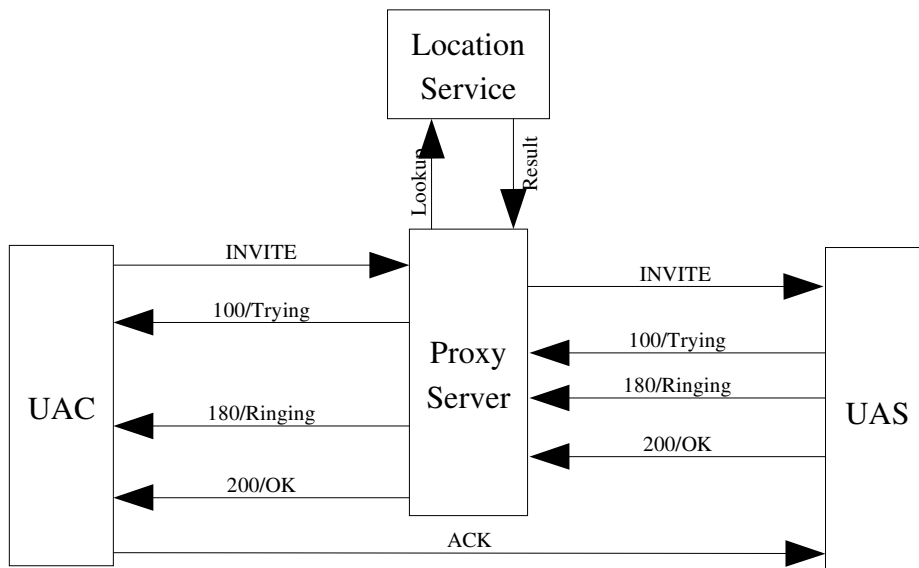 Location
Service
Lookup
Result
INVITE
INVITE
100/Trying
100/Trying
Proxy
Server
180/Ringing
180/Ringing
UAC
UAS
200/OK
200/OK
ACK